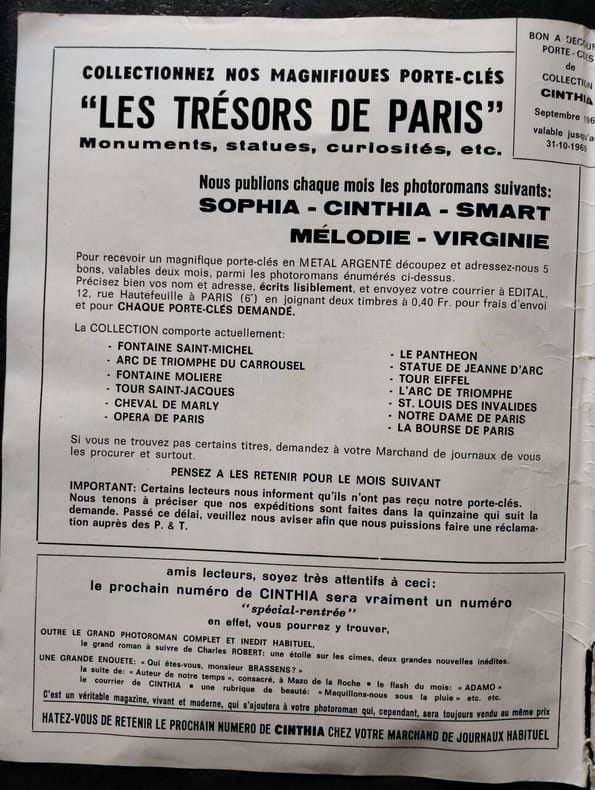 COLLECTIONNEZ NOS MAGNIFIQUES PORTE-CLÉS
“LES TRÉSORS DE PARIS”
Monuments, statues, curiosités, etc.
BON A DECOUP
PORTE-CLÉS
de
COLLECTION
CINTHIA
Septembre 196
valable jusqu'a
31-10-1969
Nous publions chaque mois les photoromans suivants:
SOPHIA - CINTHIA - SMART
MÉLODIE - VIRGINIE
Pour recevoir un magnifique porte-clés en METAL ARGENTÉ découpez et adressez-nous 5
bons, valables deux mois, parmi les photoromans énumérés ci-dessus.
Précisez bien vos nom et adresse, écrits lisiblement, et envoyez votre courrier à EDITAL,
12, rue Hautefeuille à PARIS (6') en joignant deux timbres à 0,40 Fr. pour frais d'envoi
et pour CHAQUE PORTE-CLÉS DEMANDÉ.
La COLLECTION comporte actuellement:
- FONTAINE SAINT-MICHEL
- ARC DE TRIOMPHE DU CARROUSEL
- FONTAINE MOLIERE
- TOUR SAINT-JACQUES
- CHEVAL DE MARLY
- OPERA DE PARIS
- LE PANTHEON
- STATUE DE JEANNE D'ARC
- TOUR EIFFEL
- L'ARC DE TRIOMPHE
- ST. LOUIS DES INVALIDES
- NOTRE DAME DE PARIS
- LA BOURSE DE PARIS
Si vous ne trouvez pas certains titres, demandez à votre Marchand de journaux de vous
les procurer et surtout.
PENSEZ A LES RETENIR POUR LE MOIS SUIVANT
IMPORTANT: Certains lecteurs nous informent qu'ils n'ont pas reçu notre porte-clés.
Nous tenons à préciser que nos expéditions sont faites dans la quinzaine qui suit la
demande. Passé ce délai, veuillez nous aviser afin que nous puissions faire une réclama-
tion auprès des P. & T.
amis lecteurs, soyez très attentifs à ceci:
le prochain numéro de CINTHIA sera vraiment un numéro
“spécial-rentrée”
en effet, vous pourrez y trouver,
OUTRE LE GRAND PHOTOROMAN COMPLET ET INEDIT HABITUEL,
le grand roman à suivre de Charles ROBERT: une étoile sur les cîmes, deux grandes nouvelles inédites.
UNE GRANDE ENQUETE: « Qui êtes-vous, monsieur BRASSENS? »
la suite de: « Auteur de notre temps », consacré, à Mazo de la Roche ■ le flash du mois: « ADAMO »
le courrier de CINTHIA ■ une rubrique de beauté: « Maquillons-nous sous la pluie » etc. etc.
C'est un véritable magazine, vivant et moderne, qui s'ajoutera à votre photoroman qui, cependant, sera toujours vendu au même prix
HATEZ-VOUS DE RETENIR LE PROCHAIN NUMERO DE CINTHIA CHEZ VOTRE MARCHAND DE JOURNAUX HABITUEL